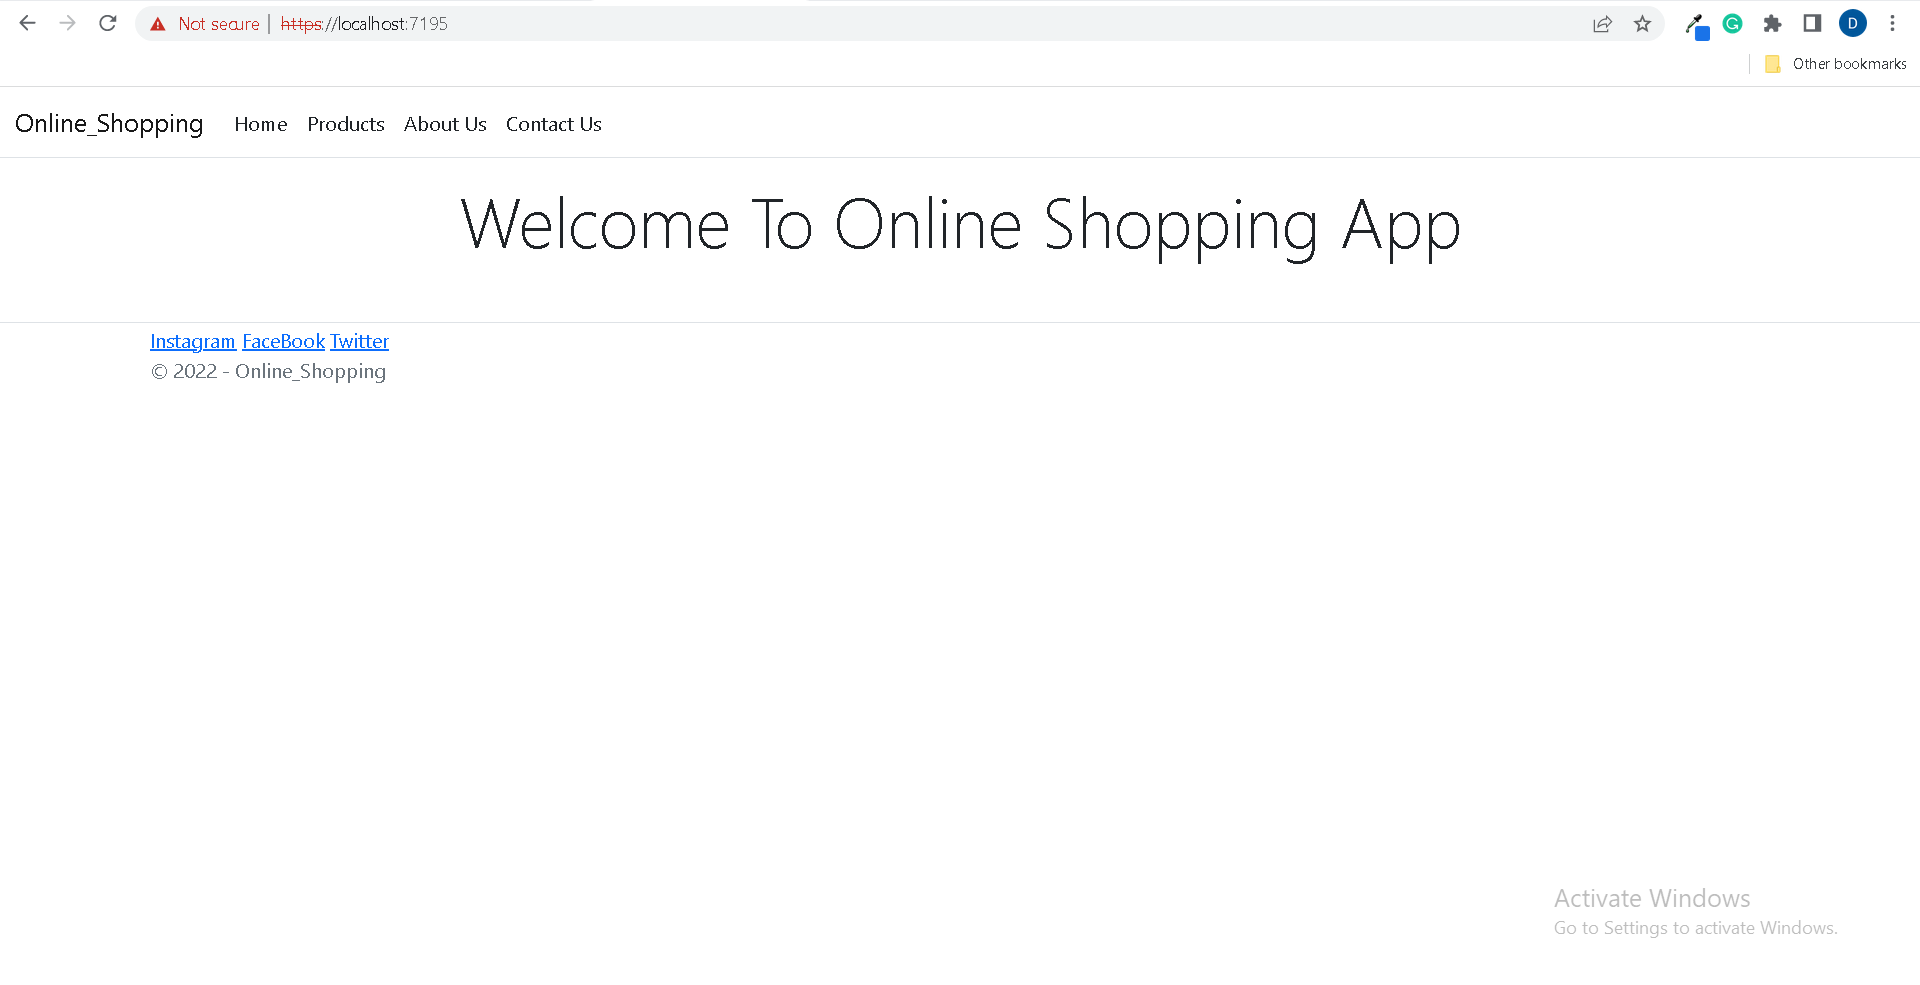 Not secure | https://localhost:7195
D
Other bookmarks
Online_Shopping Home Products About Us Contact Us
Welcome To Online Shopping App
Instagram FaceBook Twitter
© 2022 - Online_Shopping
Activate Windows
Go to Settings to activate Windows.